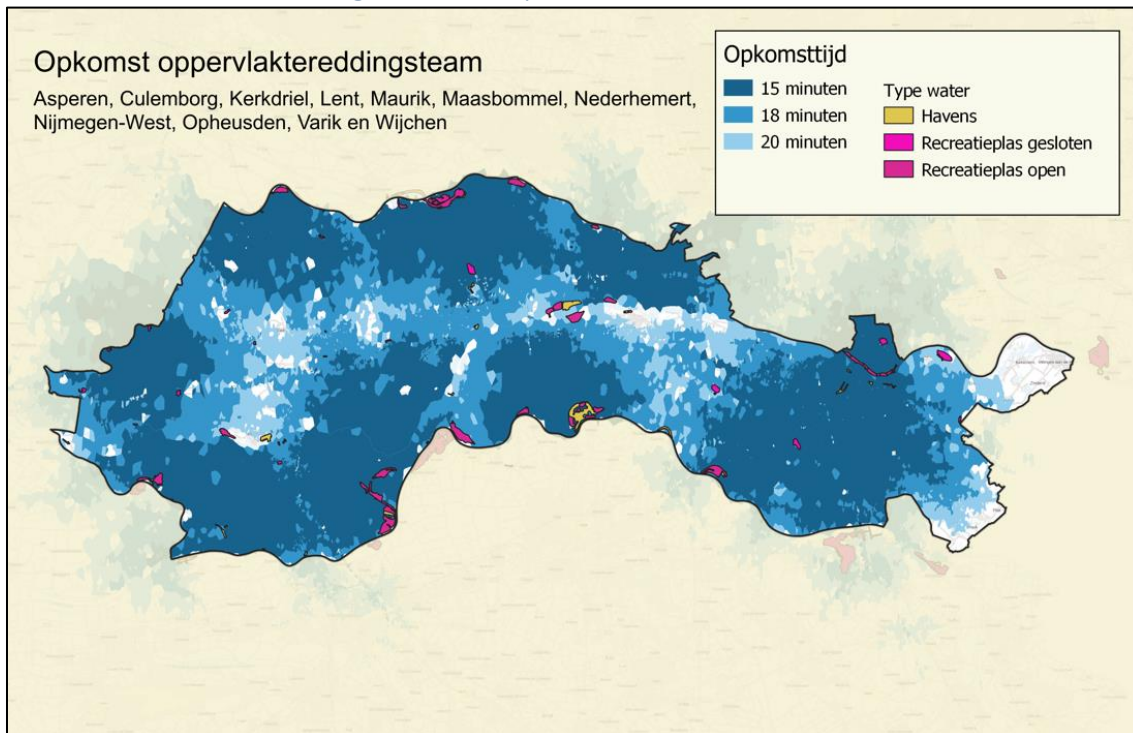 Opkomst oppervlaktereddingsteam
Asperen, Culemborg, Kerkdriel, Lent, Maurik, Maasbommel, Nederhemert,
Nijmegen-West, Opheusden, Varik en Wijchen
Opkomsttijd
15 minuten
18 minuten
20 minuten
Type water
Havens
Recreatieplas gesloten
Recreatieplas open